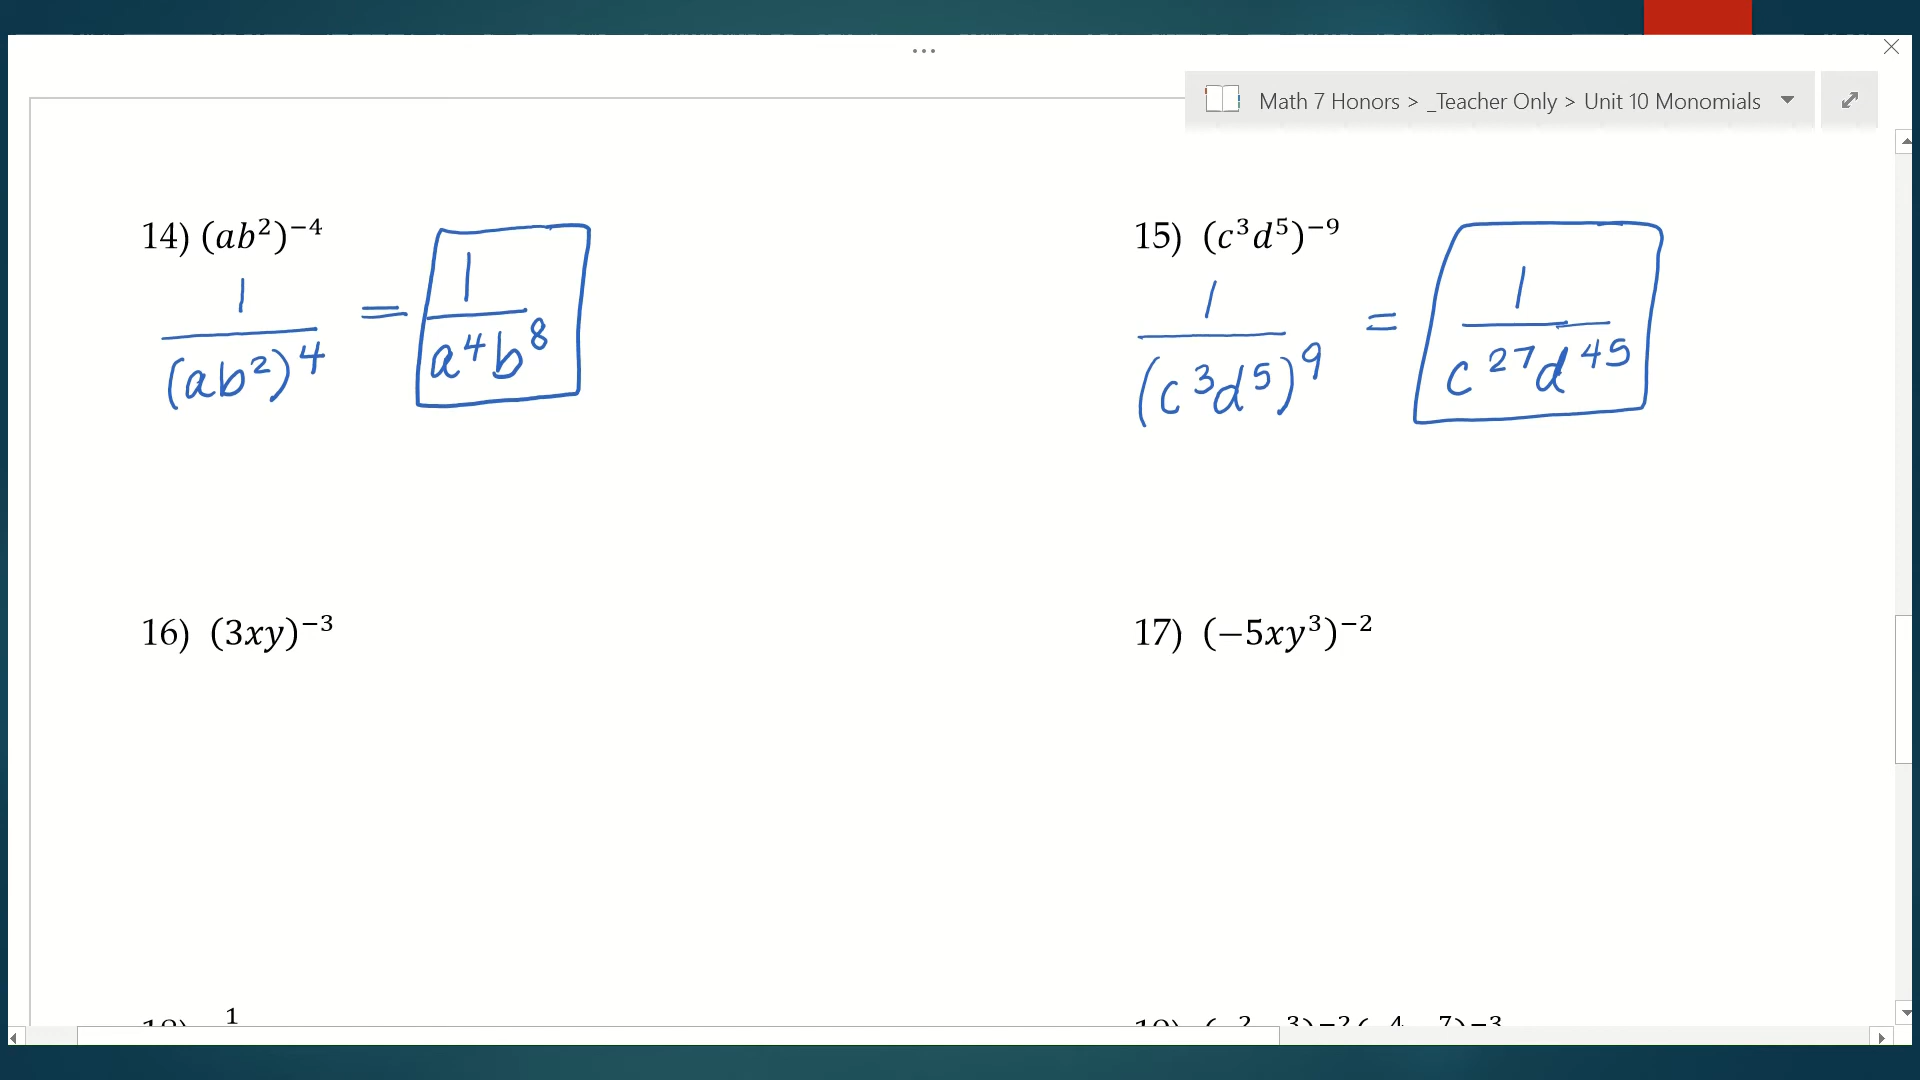 ...
Math 7 Honors > _Teacher Only > Unit 10 Monomials
14) (ab²)⁻⁴
1/(ab²)⁴ = 1/(a⁴b⁸)
15) (c³d⁵)⁻⁹
1/(c³d⁵)⁹ = 1/(c²⁷d⁴⁵)
16) (3xy)⁻³
17) (−5xy³)⁻²